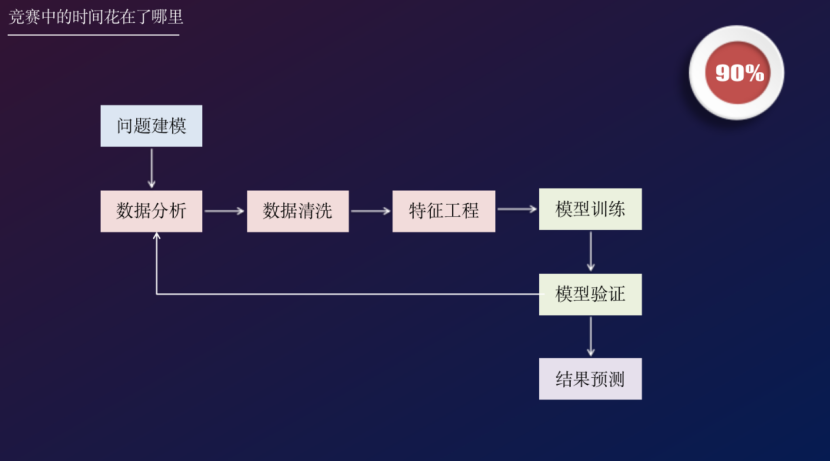 竞赛中的时间花在了哪里
90%
问题建模
数据分析
数据清洗
特征工程
模型训练
模型验证
结果预测